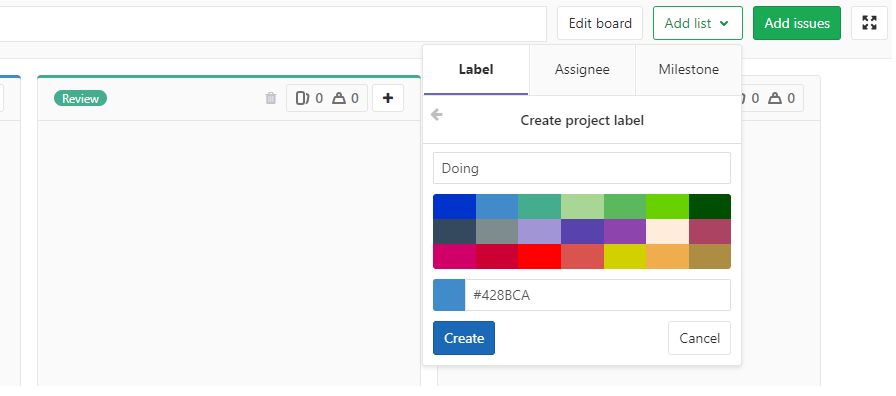 Edit board
Add list
Add issues
Label
Assignee
Milestone
Review
0 0
0 0
Create project label
Doing
#428BCA
Create
Cancel